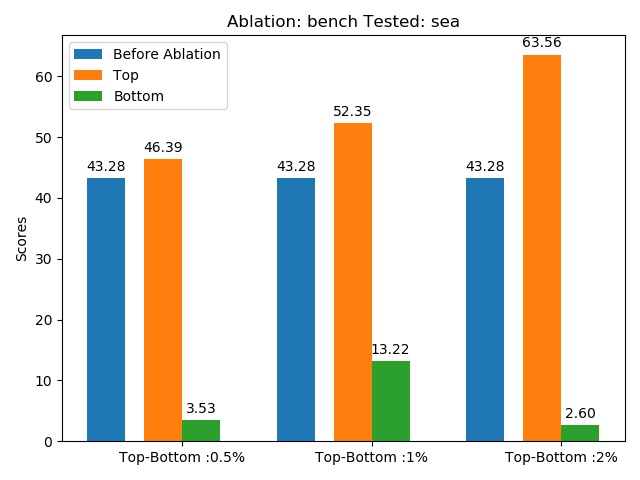 Ablation: bench Tested: sea
Before Ablation
Top
Bottom
Scores
60
50
40
30
20
10
0
43.28
46.39
3.53
43.28
52.35
13.22
43.28
63.56
2.60
Top-Bottom :0.5%
Top-Bottom :1%
Top-Bottom :2%